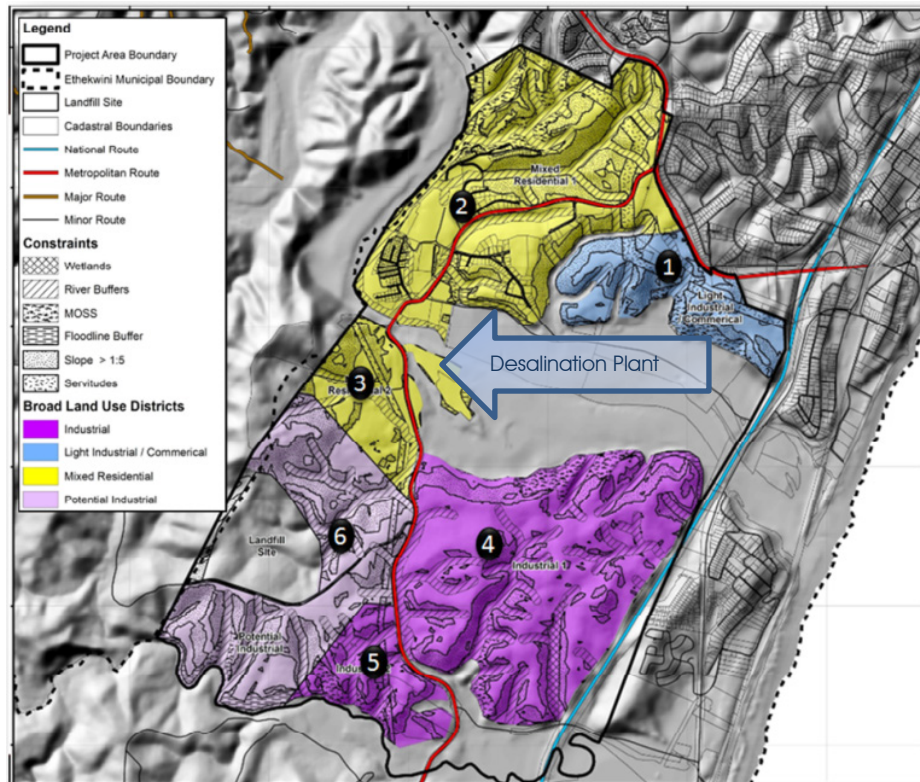 Legend
Project Area Boundary
Ethekwini Municipal Boundary
Landfill Site
Cadastral Boundaries
National Route
Metropolitan Route
Major Route
Minor Route
Constraints
Wetlands
River Buffers
MOSS
Floodline Buffer
Slope > 1:5
Servitudes
Broad Land Use Districts
Industrial
Light Industrial / Commerical
Mixed Residential
Potential Industrial
Mixed
Residential 1
2
1
Light
Industrial
Commerical
Desalination Plant
3
4
Industrial 1
6
Landfill
Site
Potential
Industrial
5